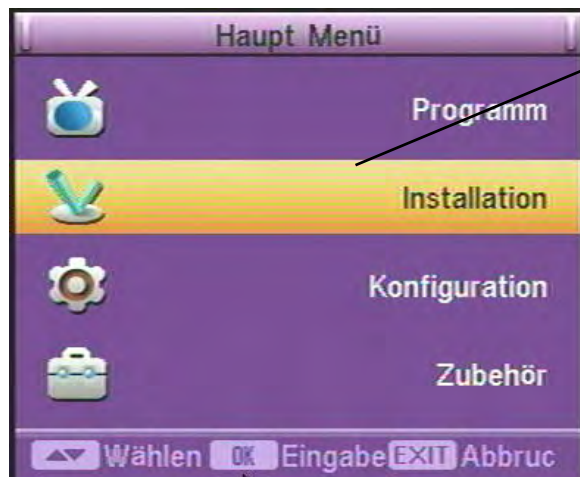 Haupt Menü
Programm
Installation
Konfiguration
Zubehör
Wählen OK Eingabe EXIT Abbruc